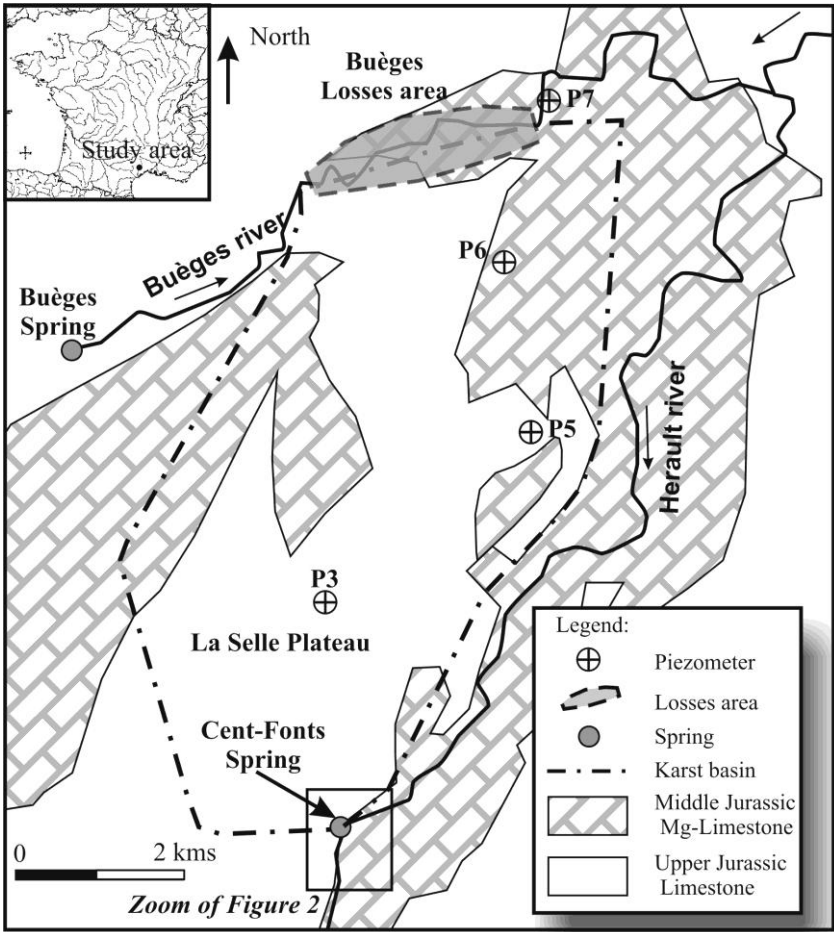 North
Study area
Buèges
Losses area
P7
Buèges river
P6
Buèges
Spring
P5
Herault river
P3
La Selle Plateau
Cent-Fonts
Spring
0 2 kms
Zoom of Figure 2
Legend:
Piezometer
Losses area
Spring
Karst basin
Middle Jurassic
Mg-Limestone
Upper Jurassic
Limestone